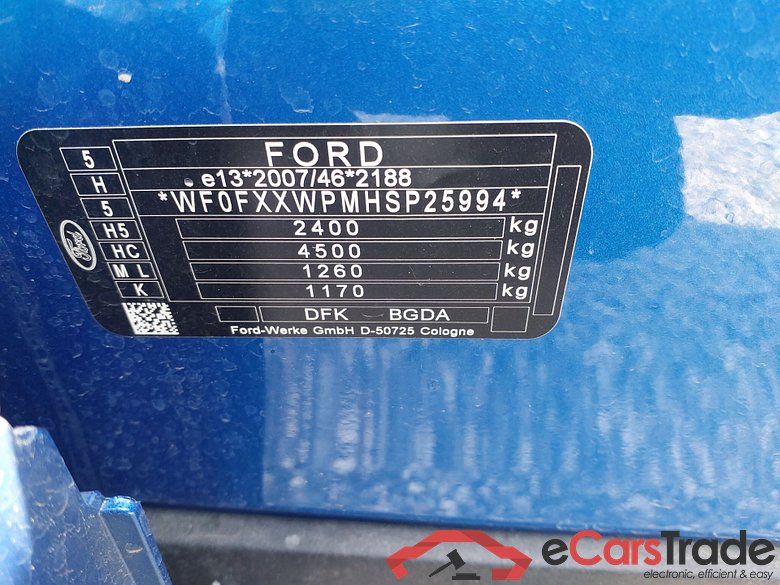 5 FORD
H e13*2007/46*2188
5 *WF0FXXWPMHSP25994*
H5 2400 kg
HC 4500 kg
M L 1260 kg
K 1170 kg
Ford
DFK BGDA
Ford-Werke GmbH D-50725 Cologne
eCarsTrade
electronic, efficient & easy